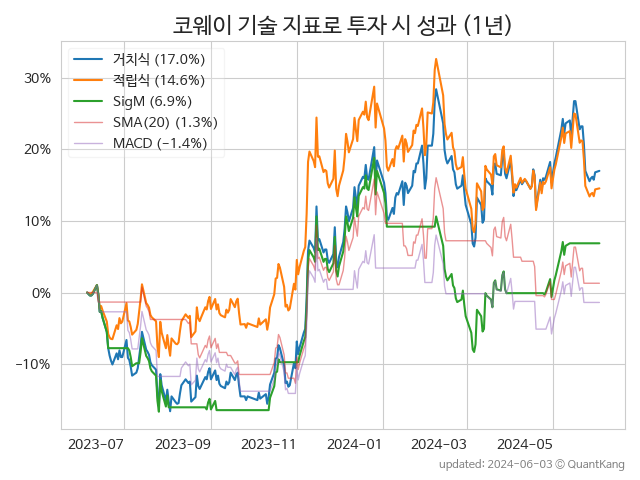 코웨이 기술 지표로 투자 시 성과 (1년)
거치식 (17.0%)
적립식 (14.6%)
SigM (6.9%)
SMA(20) (1.3%)
MACD (−1.4%)
30%
20%
10%
0%
−10%
2023-07 2023-09 2023-11 2024-01 2024-03 2024-05
updated: 2024-06-03 © QuantKang